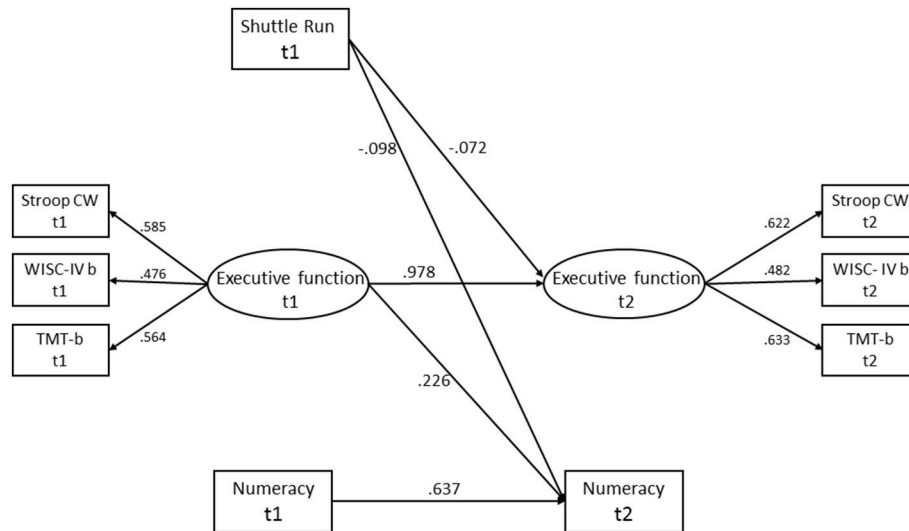 Shuttle Run
t1
-.098
-.072
Stroop CW
t1
.585
WISC-IV b
t1
.476
TMT-b
t1
.564
Executive function
t1
.978
.226
Executive function
t2
.622
Stroop CW
t2
.482
WISC- IV b
t2
.633
TMT-b
t2
Numeracy
t1
.637
Numeracy
t2